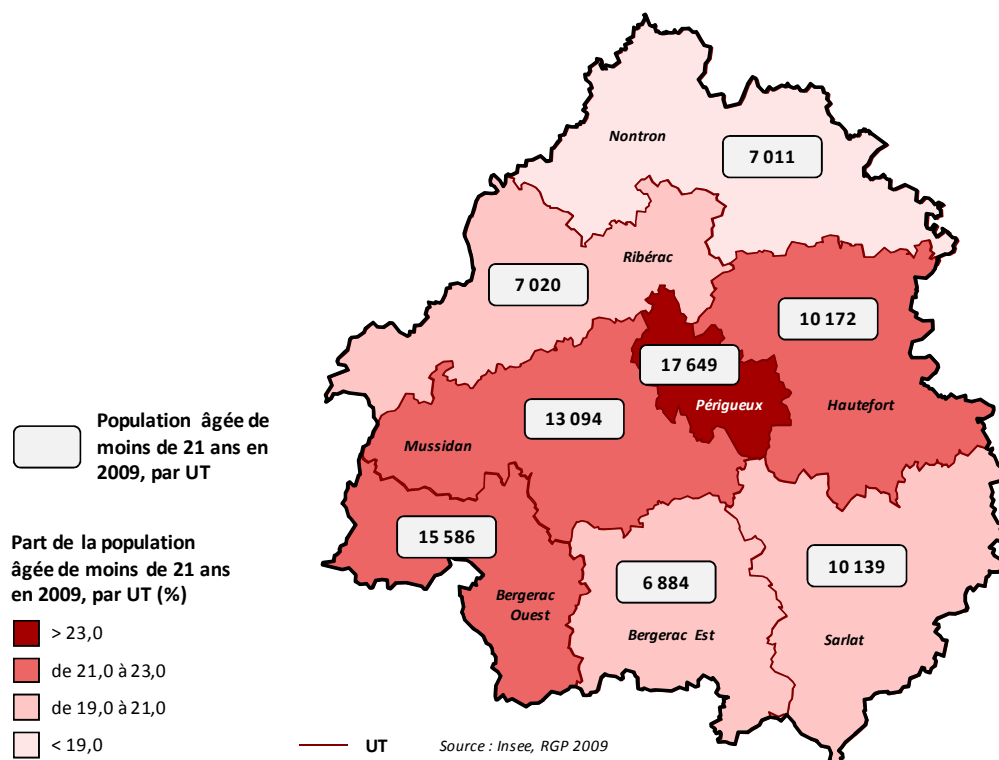 Nontron
7 011
Ribérac
7 020
10 172
17 649
Périgueux
Hautefort
13 094
Mussidan
15 586
Bergerac
Ouest
6 884
Bergerac Est
10 139
Sarlat
Population âgée de
moins de 21 ans en
2009, par UT
Part de la population
âgée de moins de 21 ans
en 2009, par UT (%)
> 23,0
de 21,0 à 23,0
de 19,0 à 21,0
< 19,0
UT
Source : Insee, RGP 2009